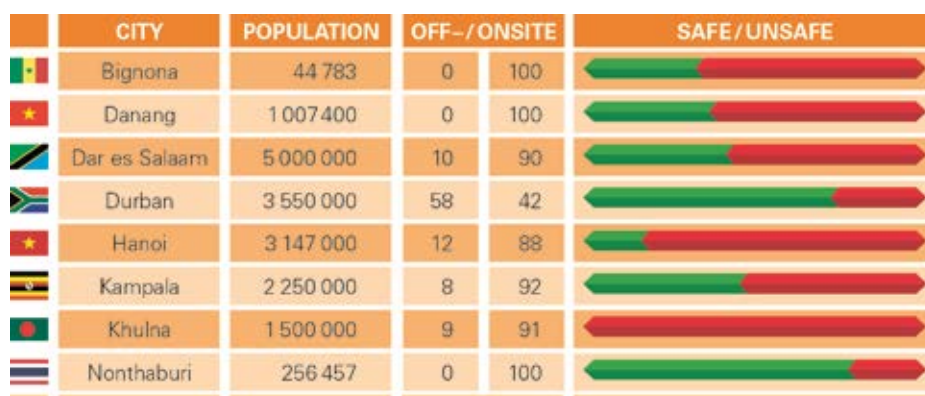 CITY POPULATION OFF-/ONSITE SAFE/UNSAFE
Bignona 44 783 0 100
Danang 1 007 400 0 100
Dar es Salaam 5 000 000 10 90
Durban 3 550 000 58 42
Hanoi 3 147 000 12 88
Kampala 2 250 000 8 92
Khulna 1 500 000 9 91
Nonthaburi 256 457 0 100